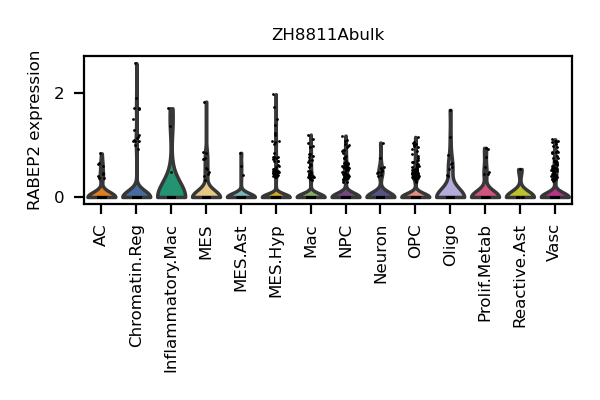 ZH8811Abulk
RABEP2 expression
2
0
AC
Chromatin.Reg
Inflammatory.Mac
MES
MES.Ast
MES.Hyp
Mac
NPC
Neuron
OPC
Oligo
Prolif.Metab
Reactive.Ast
Vasc